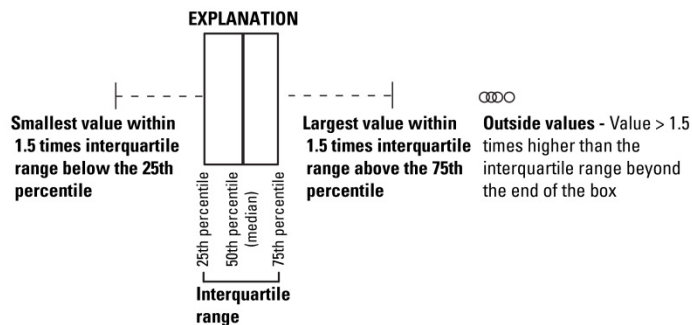 EXPLANATION
Smallest value within
1.5 times interquartile
range below the 25th
percentile
Largest value within
1.5 times interquartile
range above the 75th
percentile
Outside values - Value > 1.5
times higher than the
interquartile range beyond
the end of the box
25th percentile
50th percentile
(median)
75th percentile
Interquartile
range